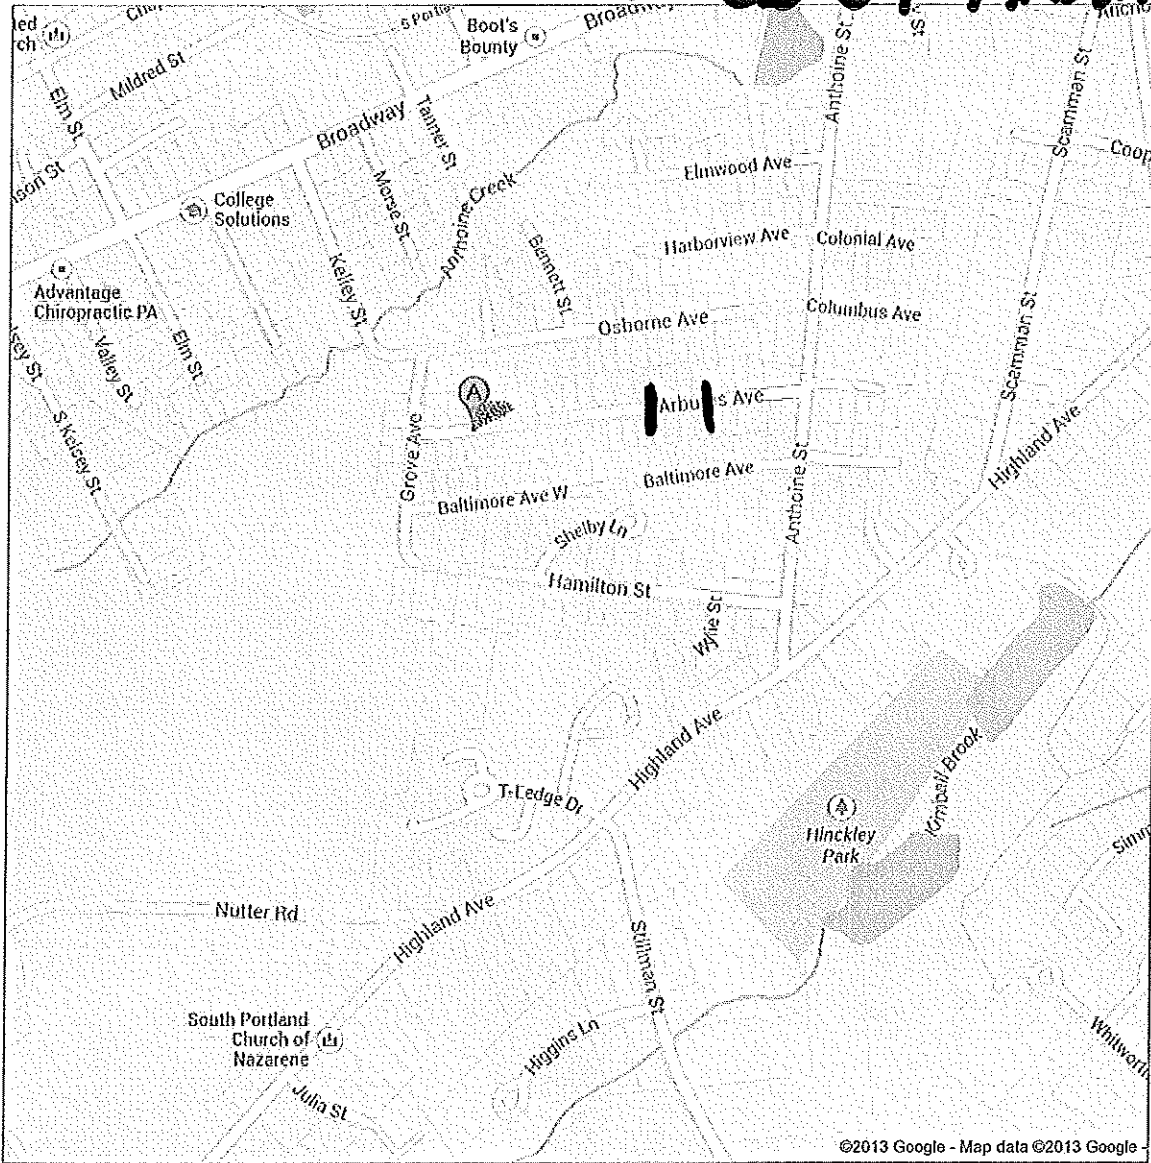 Boot's
Bounty
Broadway
Anthoine St
Mildred St
Elm St
Broadway
Tanner St
Scamman St
Morse St
Anthoine Creek
Elmwood Ave
College
Solutions
Kelley St
Bennett St
Harborview Ave
Colonial Ave
Advantage
Chiropractic PA
Valley St
Elm St
Osborne Ave
Columbus Ave
Scamman St
A
S Kelsey St
Grove Ave
Ave
Baltimore Ave W
Baltimore Ave
Anthoine St
Highland Ave
Shelby Ln
Hamilton St
Wylie St
Highland Ave
T-Ledge Dr
Kimball Brook
Hinckley
Park
Nutter Rd
Highland Ave
Stillman St
South Portland
Church of
Nazarene
Higgins Ln
Julia St
©2013 Google - Map data ©2013 Google -